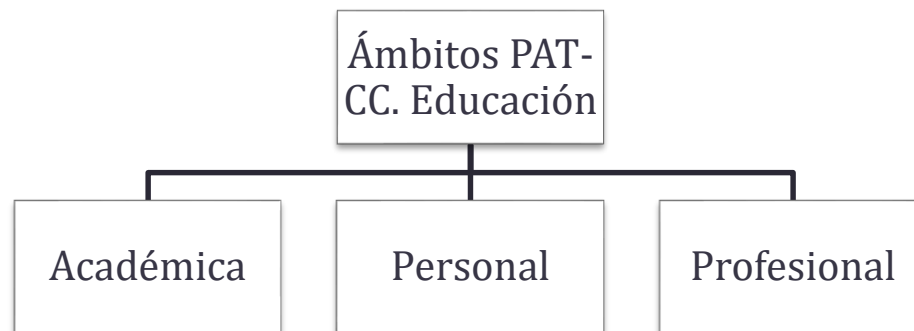 Ámbitos PAT-
CC. Educación
Académica
Personal
Profesional